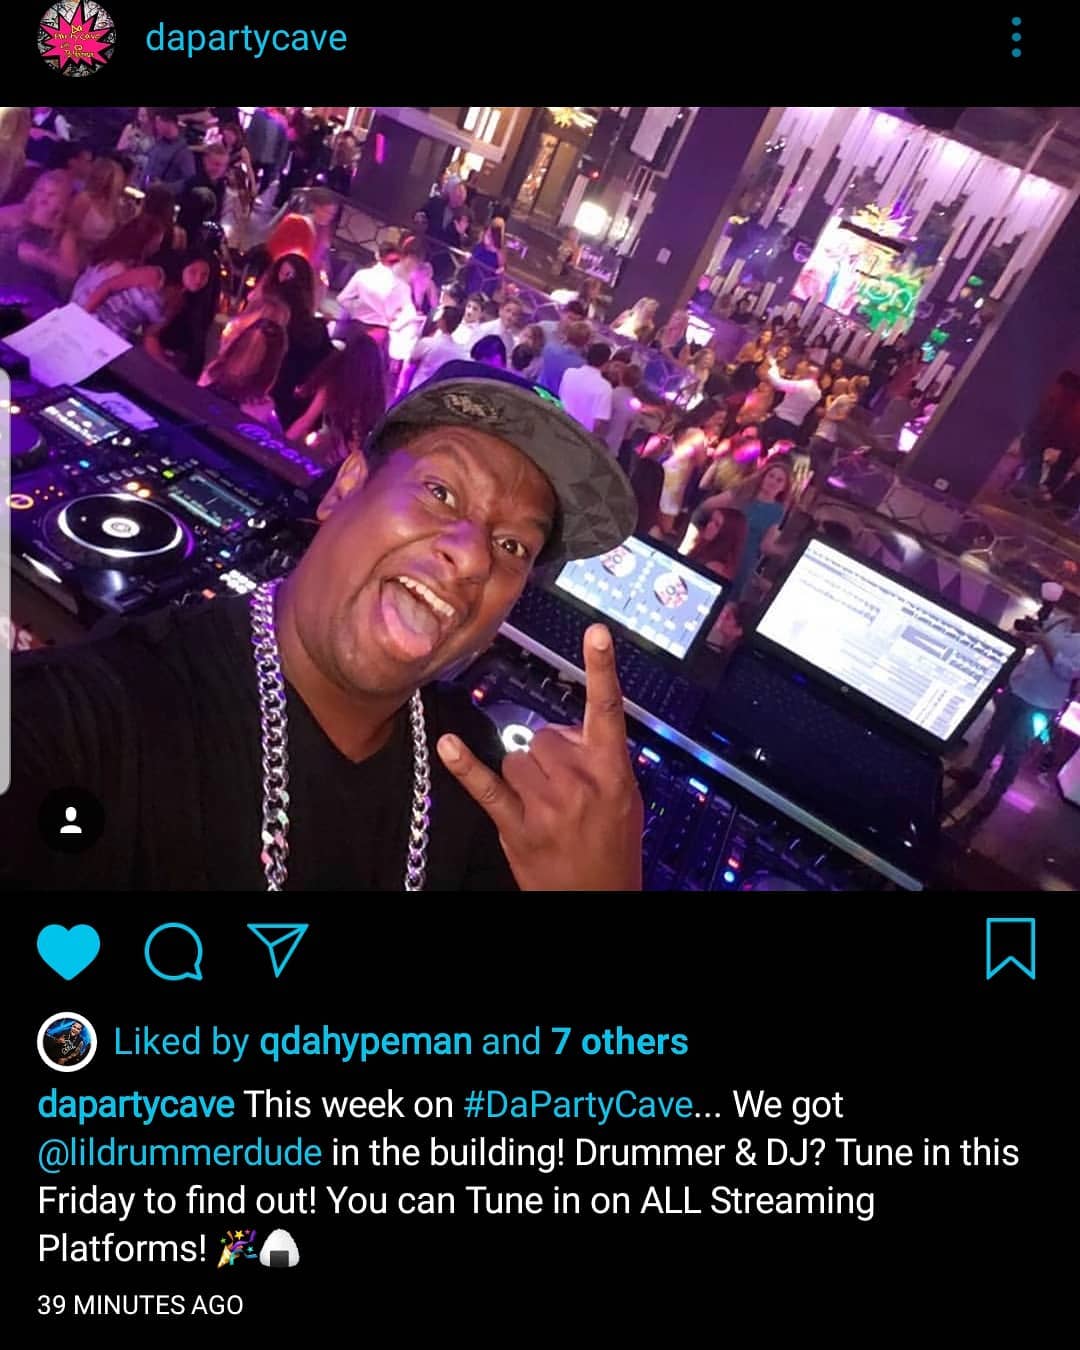 dapartycave
Liked by qdahypeman and 7 others
dapartycave This week on #DaPartyCave... We got
@lildrummerdude in the building! Drummer & DJ? Tune in this
Friday to find out! You can Tune in on ALL Streaming
Platforms! 🎉🍙
39 MINUTES AGO